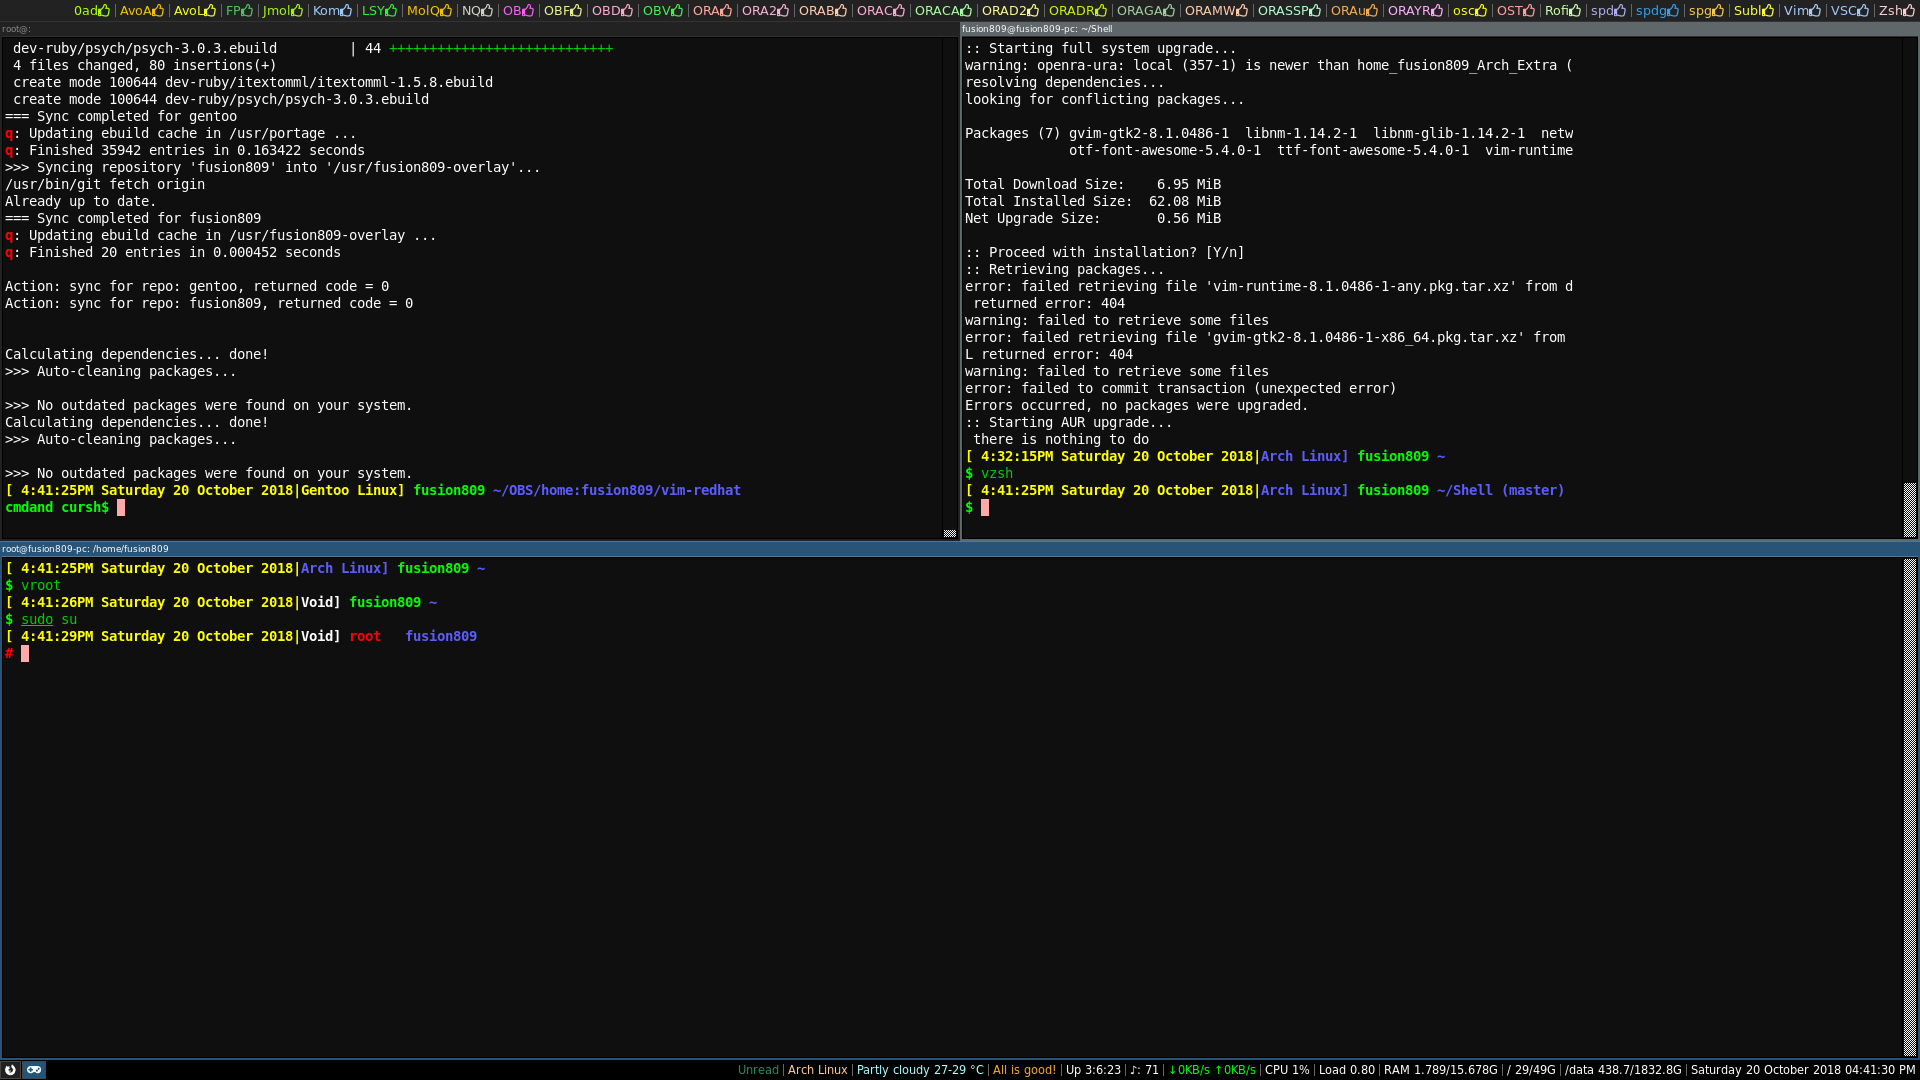 0ad | AvoA | AvoL | FP | Jmol | Kom | LSY | MolQ | NQ | OB | OBF | OBD | OBV | ORA | ORA2 | ORAB | ORAC | ORACA | ORAD2 | ORADR | ORAGA | ORAMW | ORASSP | ORAu | ORAYR | osc | OST | Rofi | spd | spdg | spg | Subl | Vim | VSC | Zsh
root@:
dev-ruby/psych/psych-3.0.3.ebuild | 44 ++++++++++++++++++++++++++++
4 files changed, 80 insertions(+)
create mode 100644 dev-ruby/itextomml/itextomml-1.5.8.ebuild
create mode 100644 dev-ruby/psych/psych-3.0.3.ebuild
=== Sync completed for gentoo
q: Updating ebuild cache in /usr/portage ...
q: Finished 35942 entries in 0.163422 seconds
>>> Syncing repository 'fusion809' into '/usr/fusion809-overlay'...
/usr/bin/git fetch origin
Already up to date.
=== Sync completed for fusion809
q: Updating ebuild cache in /usr/fusion809-overlay ...
q: Finished 20 entries in 0.000452 seconds
Action: sync for repo: gentoo, returned code = 0
Action: sync for repo: fusion809, returned code = 0
Calculating dependencies... done!
>>> Auto-cleaning packages...
>>> No outdated packages were found on your system.
Calculating dependencies... done!
>>> Auto-cleaning packages...
>>> No outdated packages were found on your system.
[ 4:41:25PM Saturday 20 October 2018|Gentoo Linux] fusion809 ~/OBS/home:fusion809/vim-redhat
cmdand cursh$
fusion809@fusion809-pc: ~/Shell
:: Starting full system upgrade...
warning: openra-ura: local (357-1) is newer than home_fusion809_Arch_Extra (
resolving dependencies...
looking for conflicting packages...
Packages (7) gvim-gtk2-8.1.0486-1 libnm-1.14.2-1 libnm-glib-1.14.2-1 netw
otf-font-awesome-5.4.0-1 ttf-font-awesome-5.4.0-1 vim-runtime
Total Download Size: 6.95 MiB
Total Installed Size: 62.08 MiB
Net Upgrade Size: 0.56 MiB
:: Proceed with installation? [Y/n]
:: Retrieving packages...
error: failed retrieving file 'vim-runtime-8.1.0486-1-any.pkg.tar.xz' from d
returned error: 404
warning: failed to retrieve some files
error: failed retrieving file 'gvim-gtk2-8.1.0486-1-x86_64.pkg.tar.xz' from
L returned error: 404
warning: failed to retrieve some files
error: failed to commit transaction (unexpected error)
Errors occurred, no packages were upgraded.
:: Starting AUR upgrade...
there is nothing to do
[ 4:32:15PM Saturday 20 October 2018|Arch Linux] fusion809 ~
$ vzsh
[ 4:41:25PM Saturday 20 October 2018|Arch Linux] fusion809 ~/Shell (master)
$
root@fusion809-pc: /home/fusion809
[ 4:41:25PM Saturday 20 October 2018|Arch Linux] fusion809 ~
$ vroot
[ 4:41:26PM Saturday 20 October 2018|Void] fusion809 ~
$ sudo su
[ 4:41:29PM Saturday 20 October 2018|Void] root fusion809
#
Unread | Arch Linux | Partly cloudy 27-29 °C | All is good! | Up 3:6:23 | ♪: 71 | ↓0KB/s ↑0KB/s | CPU 1% | Load 0.80 | RAM 1.789/15.678G | / 29/49G | /data 438.7/1832.8G | Saturday 20 October 2018 04:41:30 PM